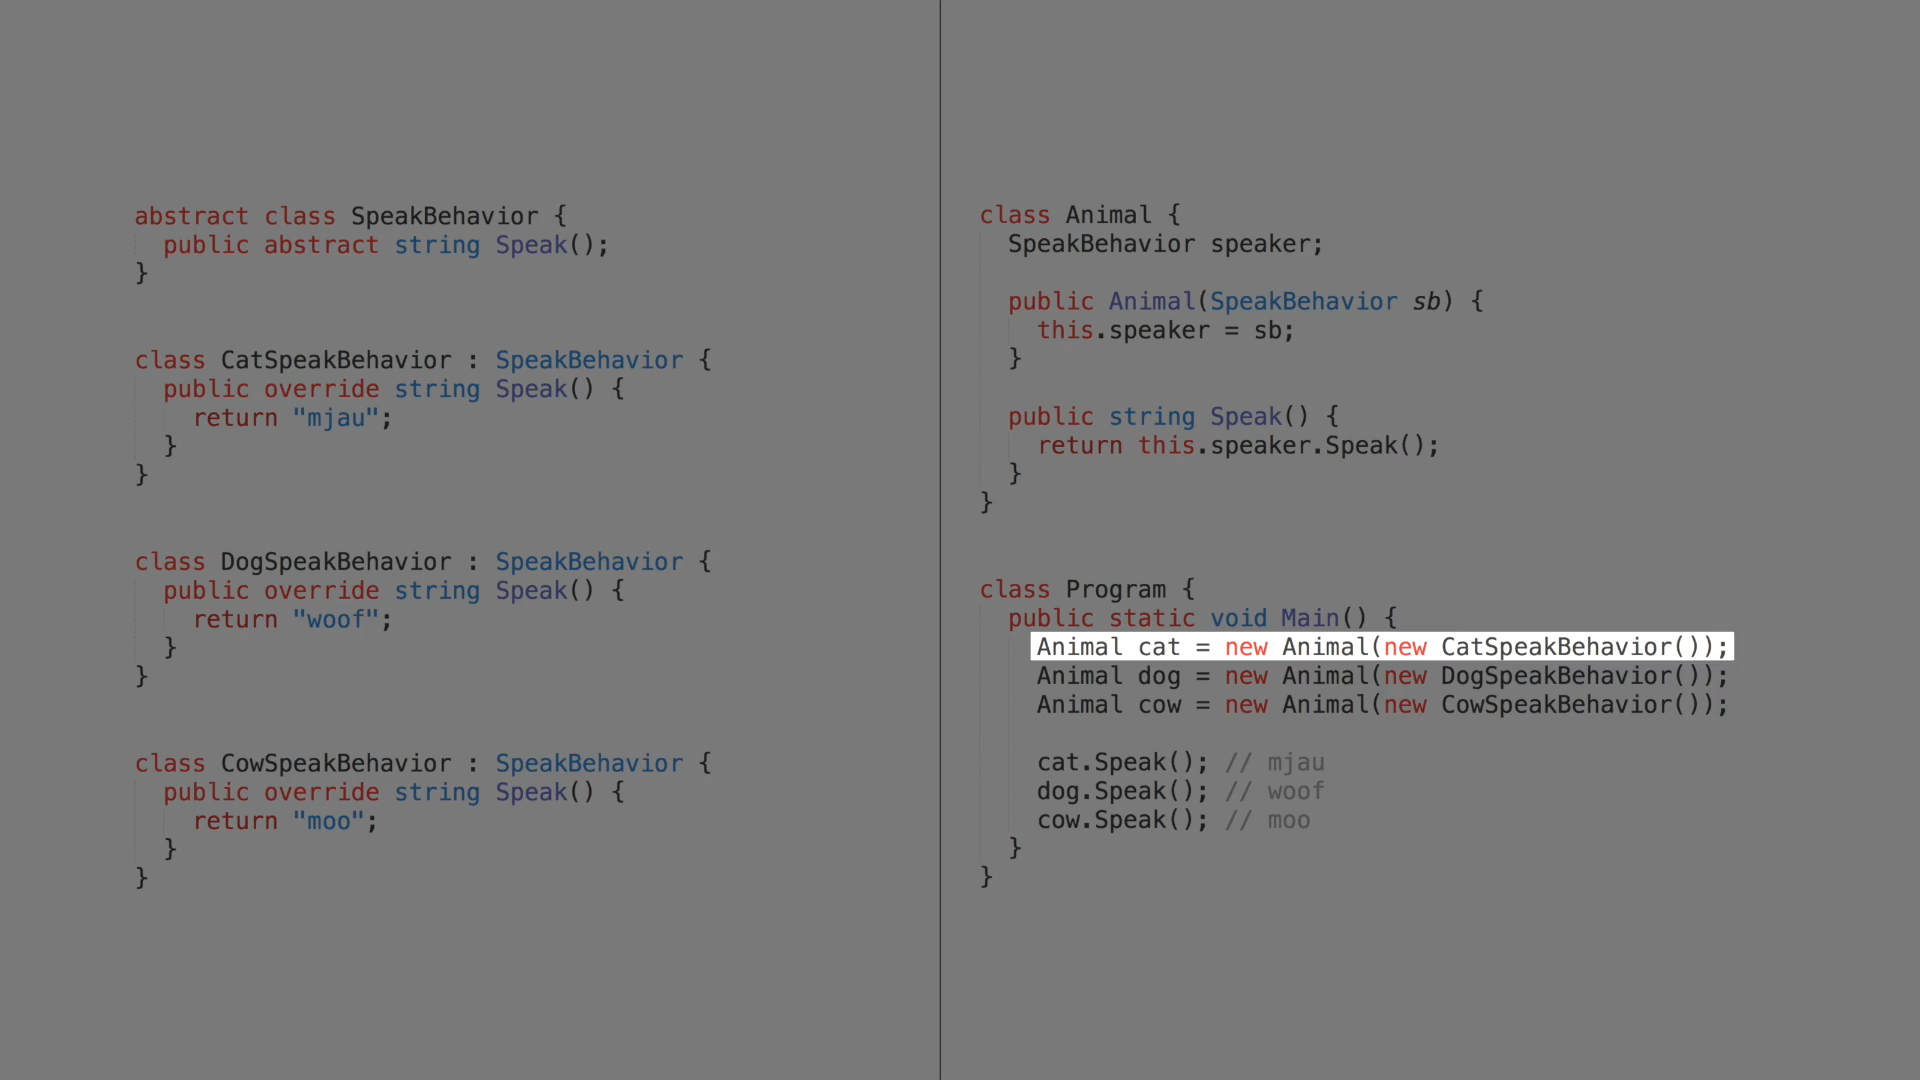 abstract class SpeakBehavior {
  public abstract string Speak();
}
class CatSpeakBehavior : SpeakBehavior {
  public override string Speak() {
    return "mjau";
  }
}
class DogSpeakBehavior : SpeakBehavior {
  public override string Speak() {
    return "woof";
  }
}
class CowSpeakBehavior : SpeakBehavior {
  public override string Speak() {
    return "moo";
  }
}
class Animal {
  SpeakBehavior speaker;
  public Animal(SpeakBehavior sb) {
    this.speaker = sb;
  }
  public string Speak() {
    return this.speaker.Speak();
  }
}
class Program {
  public static void Main() {
    Animal cat = new Animal(new CatSpeakBehavior());
    Animal dog = new Animal(new DogSpeakBehavior());
    Animal cow = new Animal(new CowSpeakBehavior());
    cat.Speak(); // mjau
    dog.Speak(); // woof
    cow.Speak(); // moo
  }
}